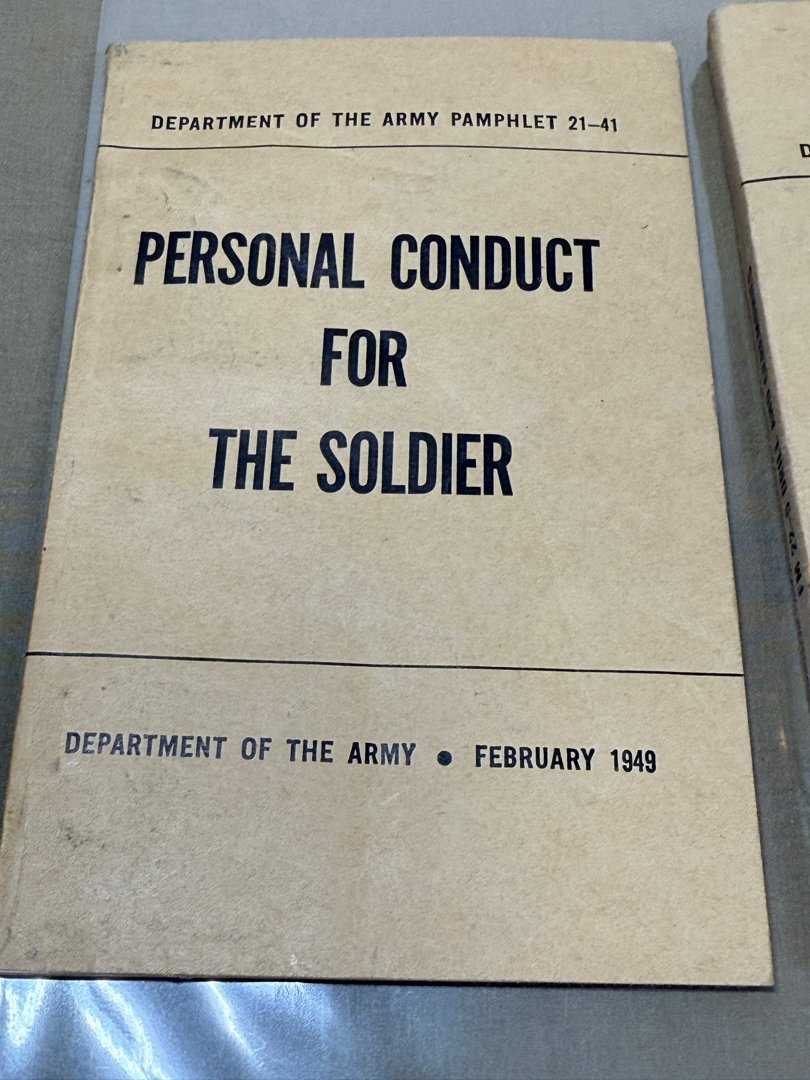 DEPARTMENT OF THE ARMY PAMPHLET 21–41
PERSONAL CONDUCT
FOR
THE SOLDIER
DEPARTMENT OF THE ARMY ● FEBRUARY 1949